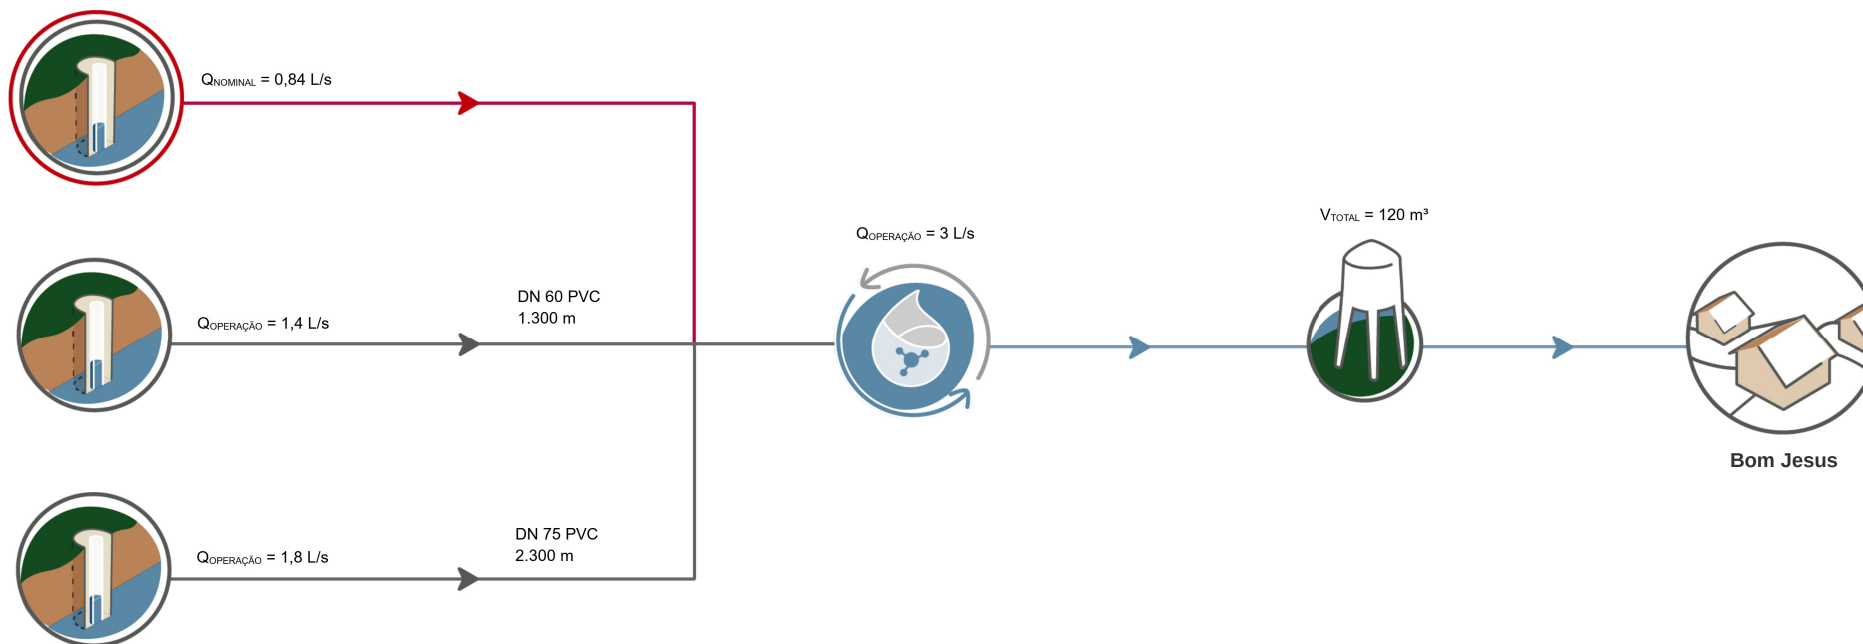 QNOMINAL = 0,84 L/s
VTOTAL = 120 m³
QOPERAÇÃO = 3 L/s
DN 60 PVC
1.300 m
QOPERAÇÃO = 1,4 L/s
Bom Jesus
DN 75 PVC
2.300 m
QOPERAÇÃO = 1,8 L/s